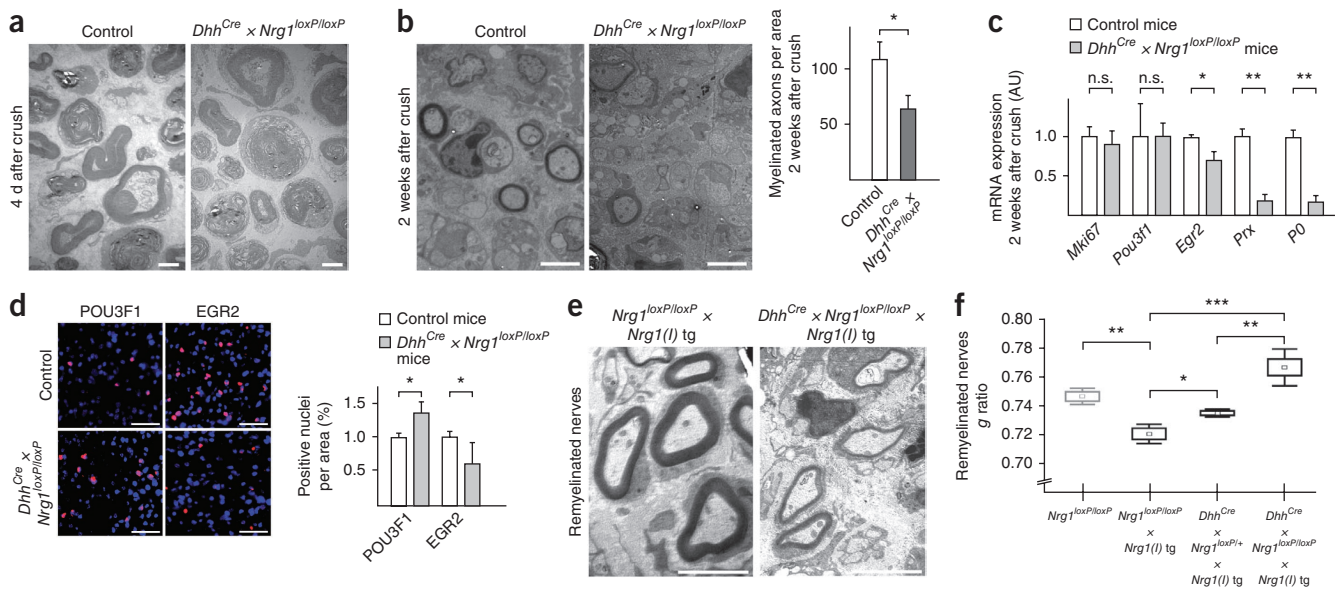 a
Control
Dhh^Cre × Nrg1^loxP/loxP
4 d after crush
b
Control
Dhh^Cre × Nrg1^loxP/loxP
2 weeks after crush
Myelinated axons per area
2 weeks after crush
100
50
*
Control
Dhh^Cre ×
Nrg1^loxP/loxP
c
Control mice
Dhh^Cre × Nrg1^loxP/loxP mice
n.s.
n.s.
*
**
**
mRNA expression
2 weeks after crush (AU)
1.0
0.5
Mki67
Pou3f1
Egr2
Prx
P0
d
POU3F1
EGR2
Control
Dhh^Cre ×
Nrg1^loxP/loxP
Control mice
Dhh^Cre × Nrg1^loxP/loxP
mice
*
*
Positive nuclei
per area (%)
1.5
1.0
0.5
POU3F1
EGR2
e
Nrg1^loxP/loxP ×
Nrg1(I) tg
Dhh^Cre × Nrg1^loxP/loxP ×
Nrg1(I) tg
Remyelinated nerves
f
***
**
**
*
Remyelinated nerves
g ratio
0.80
0.78
0.76
0.74
0.72
0.70
Nrg1^loxP/loxP
Nrg1^loxP/loxP
×
Nrg1(I) tg
Dhh^Cre
×
Nrg1^loxP/+
×
Nrg1(I) tg
Dhh^Cre
×
Nrg1^loxP/loxP
×
Nrg1(I) tg